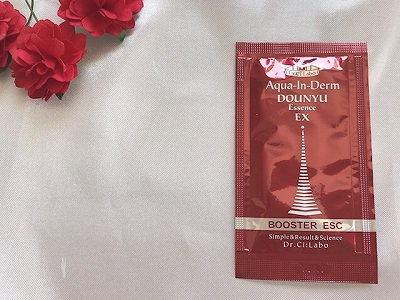 Aqua-In-Derm
DOUNYU
Essence
EX
BOOSTER ESC
Simple&Result&Science
Dr.Ci:Labo